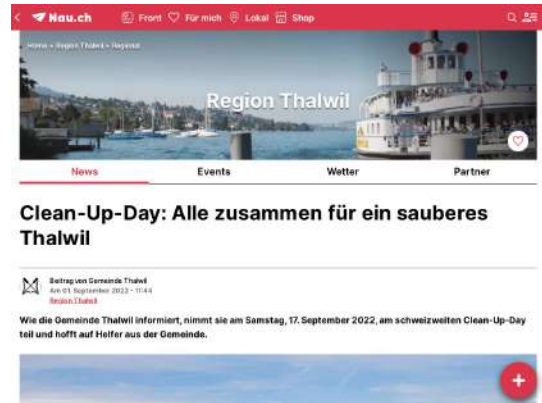 Nau.ch Front Für mich Lokal Shop
Home » Region Thalwil » Regional
Region Thalwil
News Events Wetter Partner
Clean-Up-Day: Alle zusammen für ein sauberes
Thalwil
Beitrag von Gemeinde Thalwil
Am 01. September 2022 - 11:44
Region Thalwil
Wie die Gemeinde Thalwil informiert, nimmt sie am Samstag, 17. September 2022, am schweizweiten Clean-Up-Day
teil und hofft auf Helfer aus der Gemeinde.